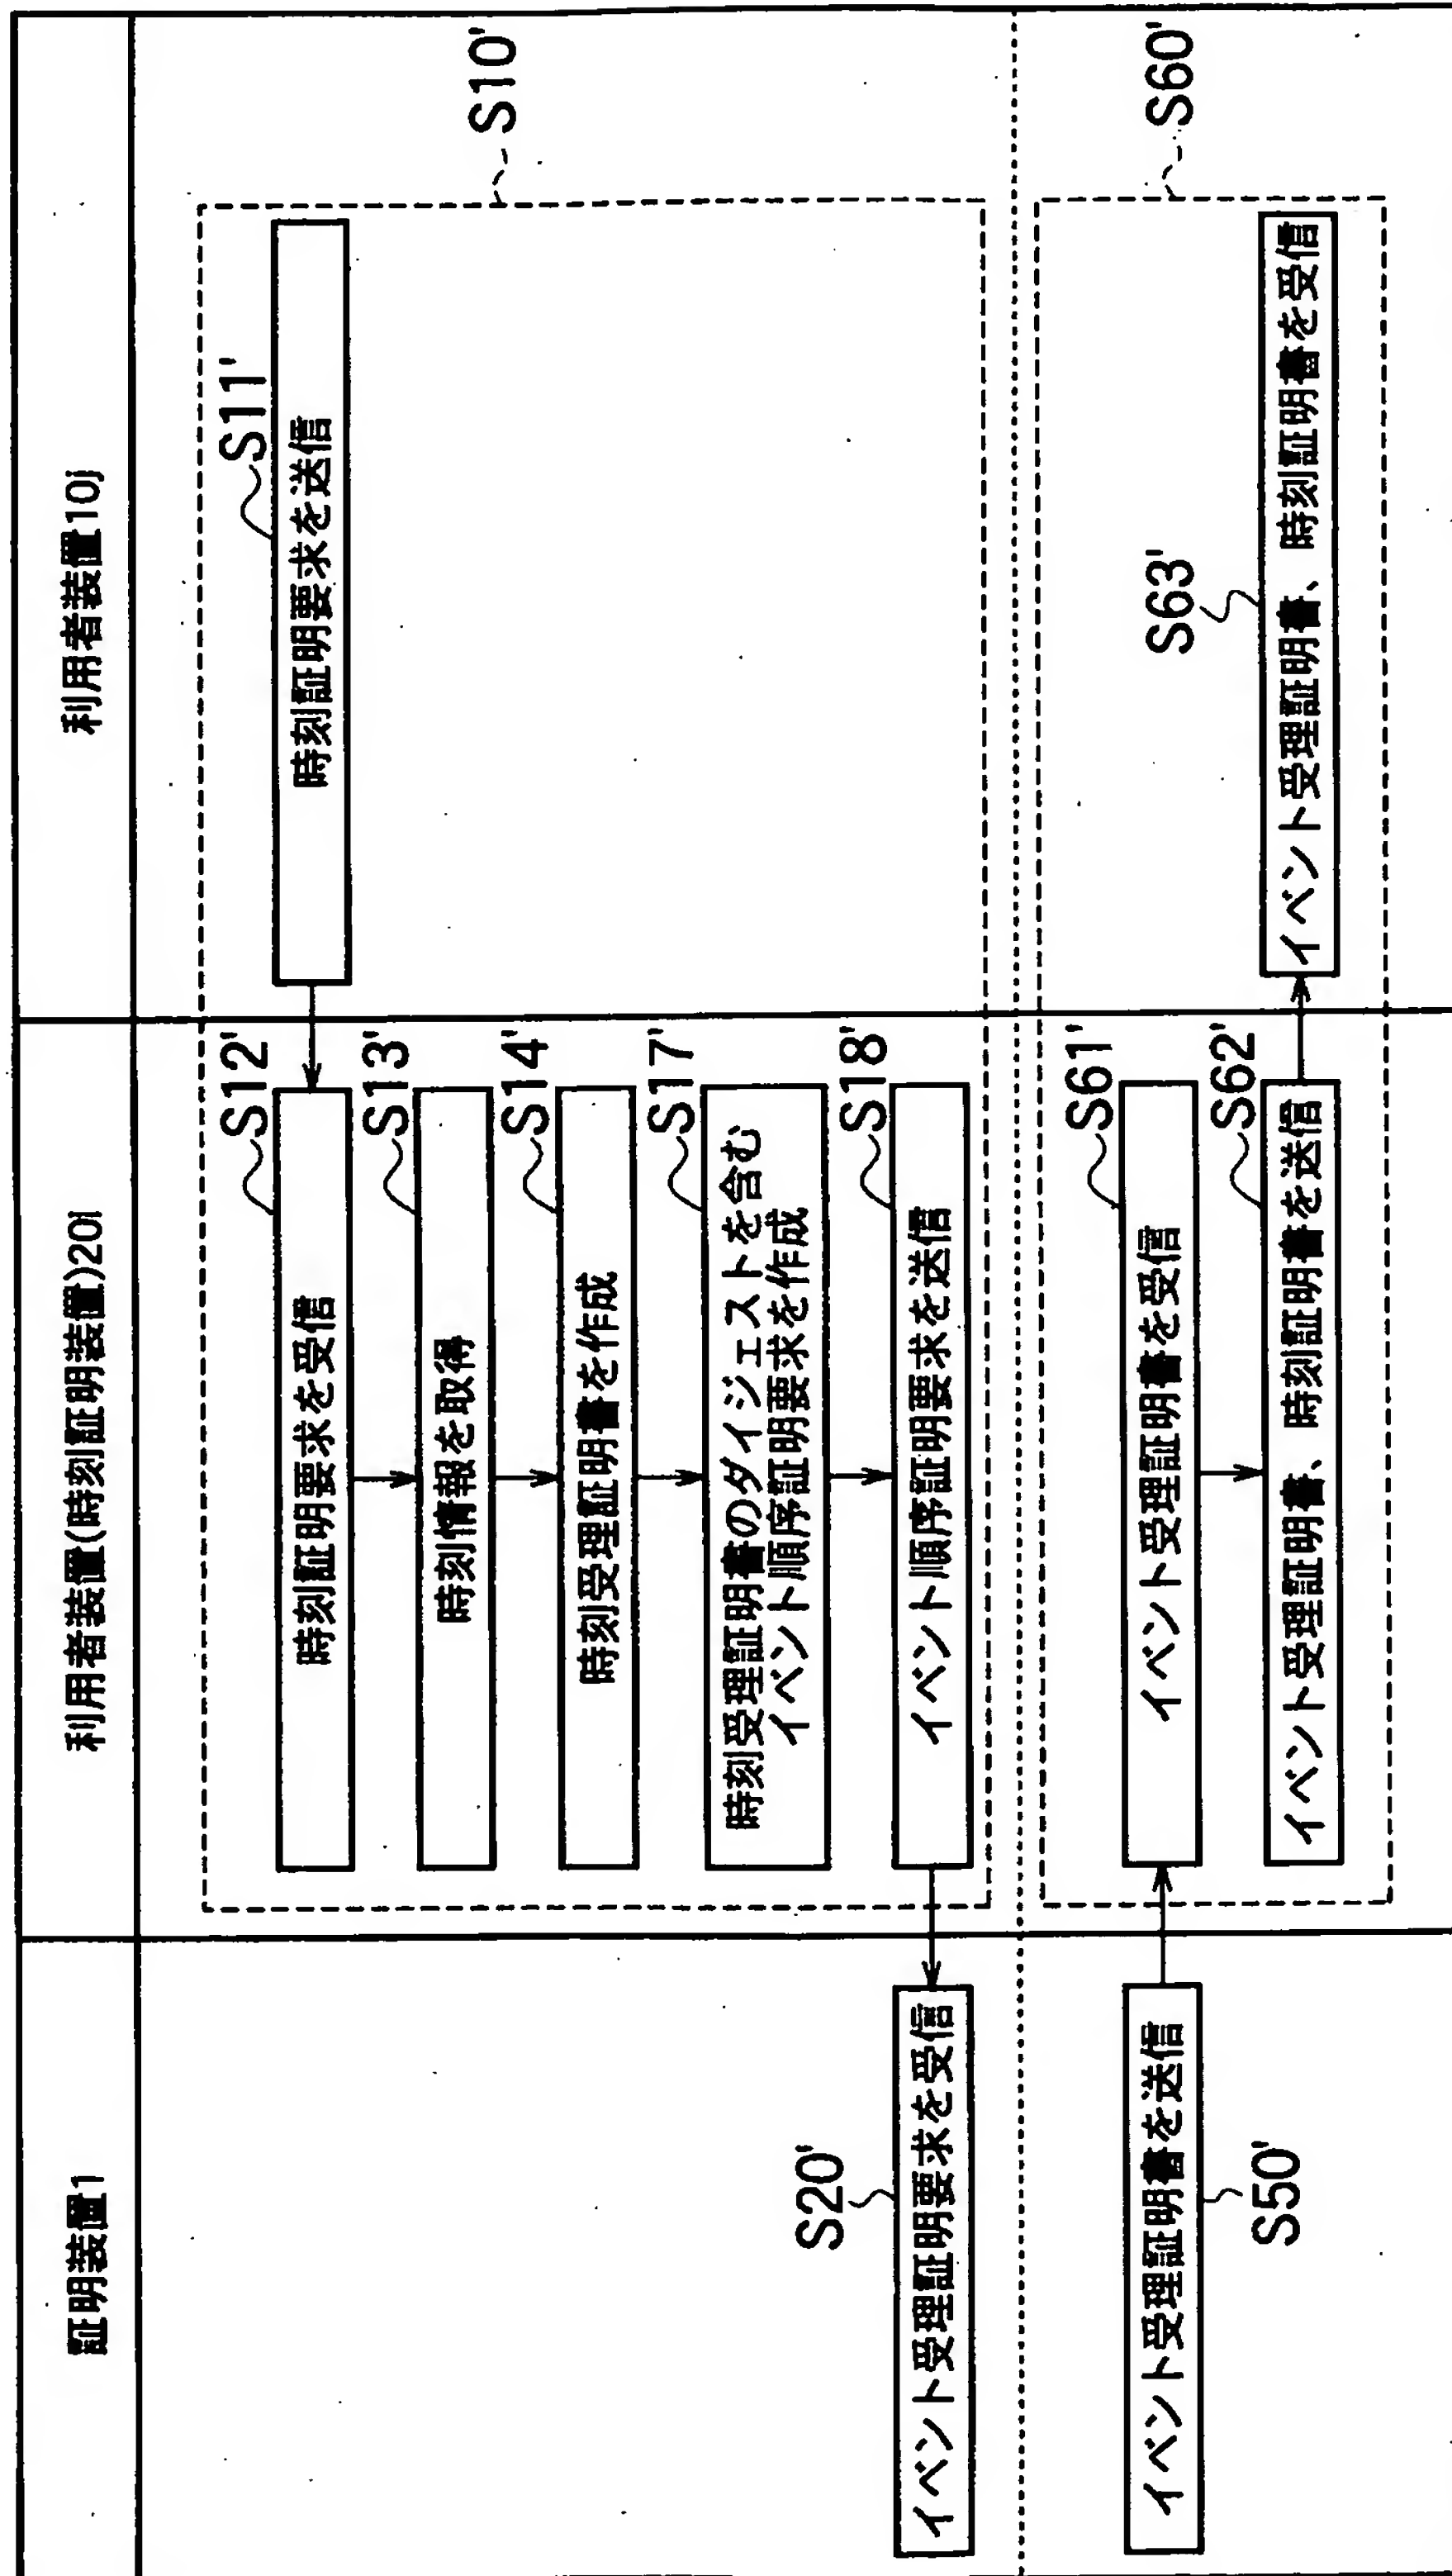 証明装置1
利用者装置(時刻証明装置)20i
利用者装置10j
S10'
S11'
時刻証明要求を送信
S12'
時刻証明要求を受信
S13'
時刻情報を取得
S14'
時刻受理証明書を作成
S17'
時刻受理証明書のダイジェストを含む
イベント順序証明要求を作成
S18'
イベント順序証明要求を送信
S20'
イベント受理証明要求を受信
S60'
イベント受理証明書を送信
S50'
S61'
イベント受理証明書を受信
S62'
イベント受理証明書、時刻証明書を送信
S63'
イベント受理証明書、時刻証明書を受信